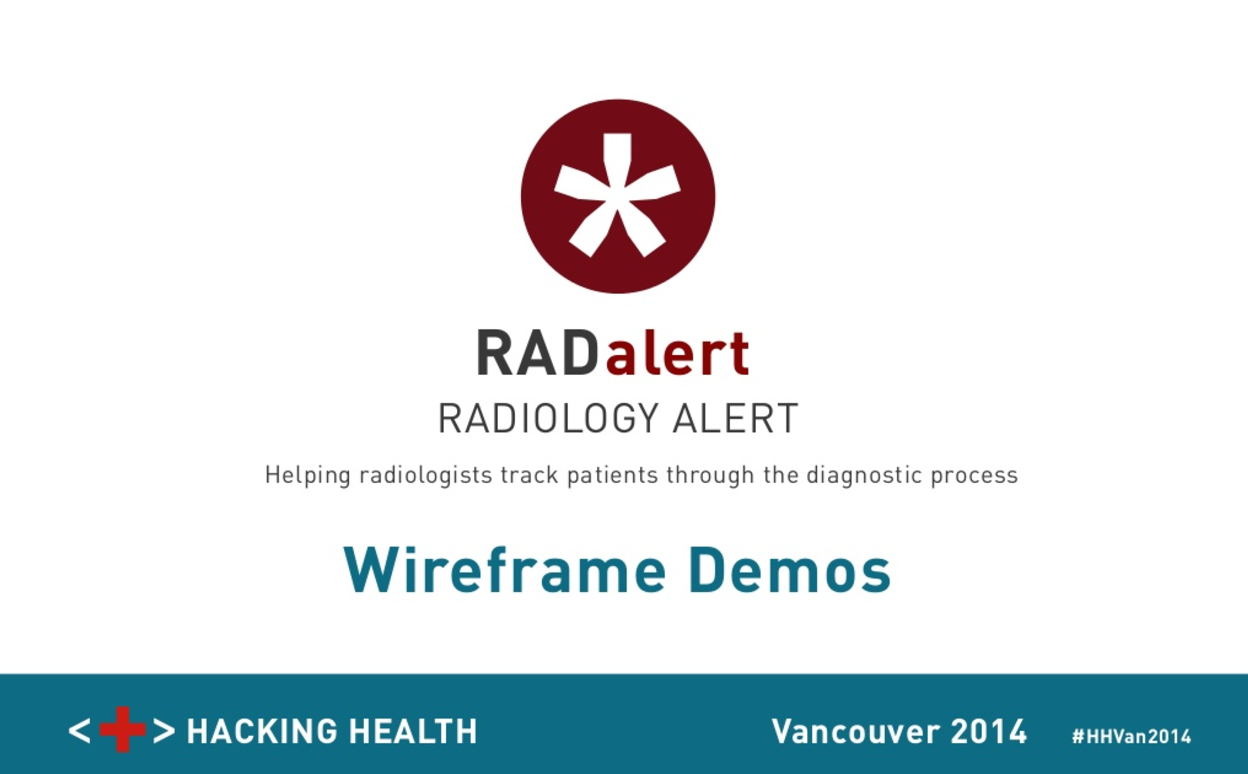 RADalert
RADIOLOGY ALERT
Helping radiologists track patients through the diagnostic process
Wireframe Demos
<+> HACKING HEALTH
Vancouver 2014
#HHVan2014